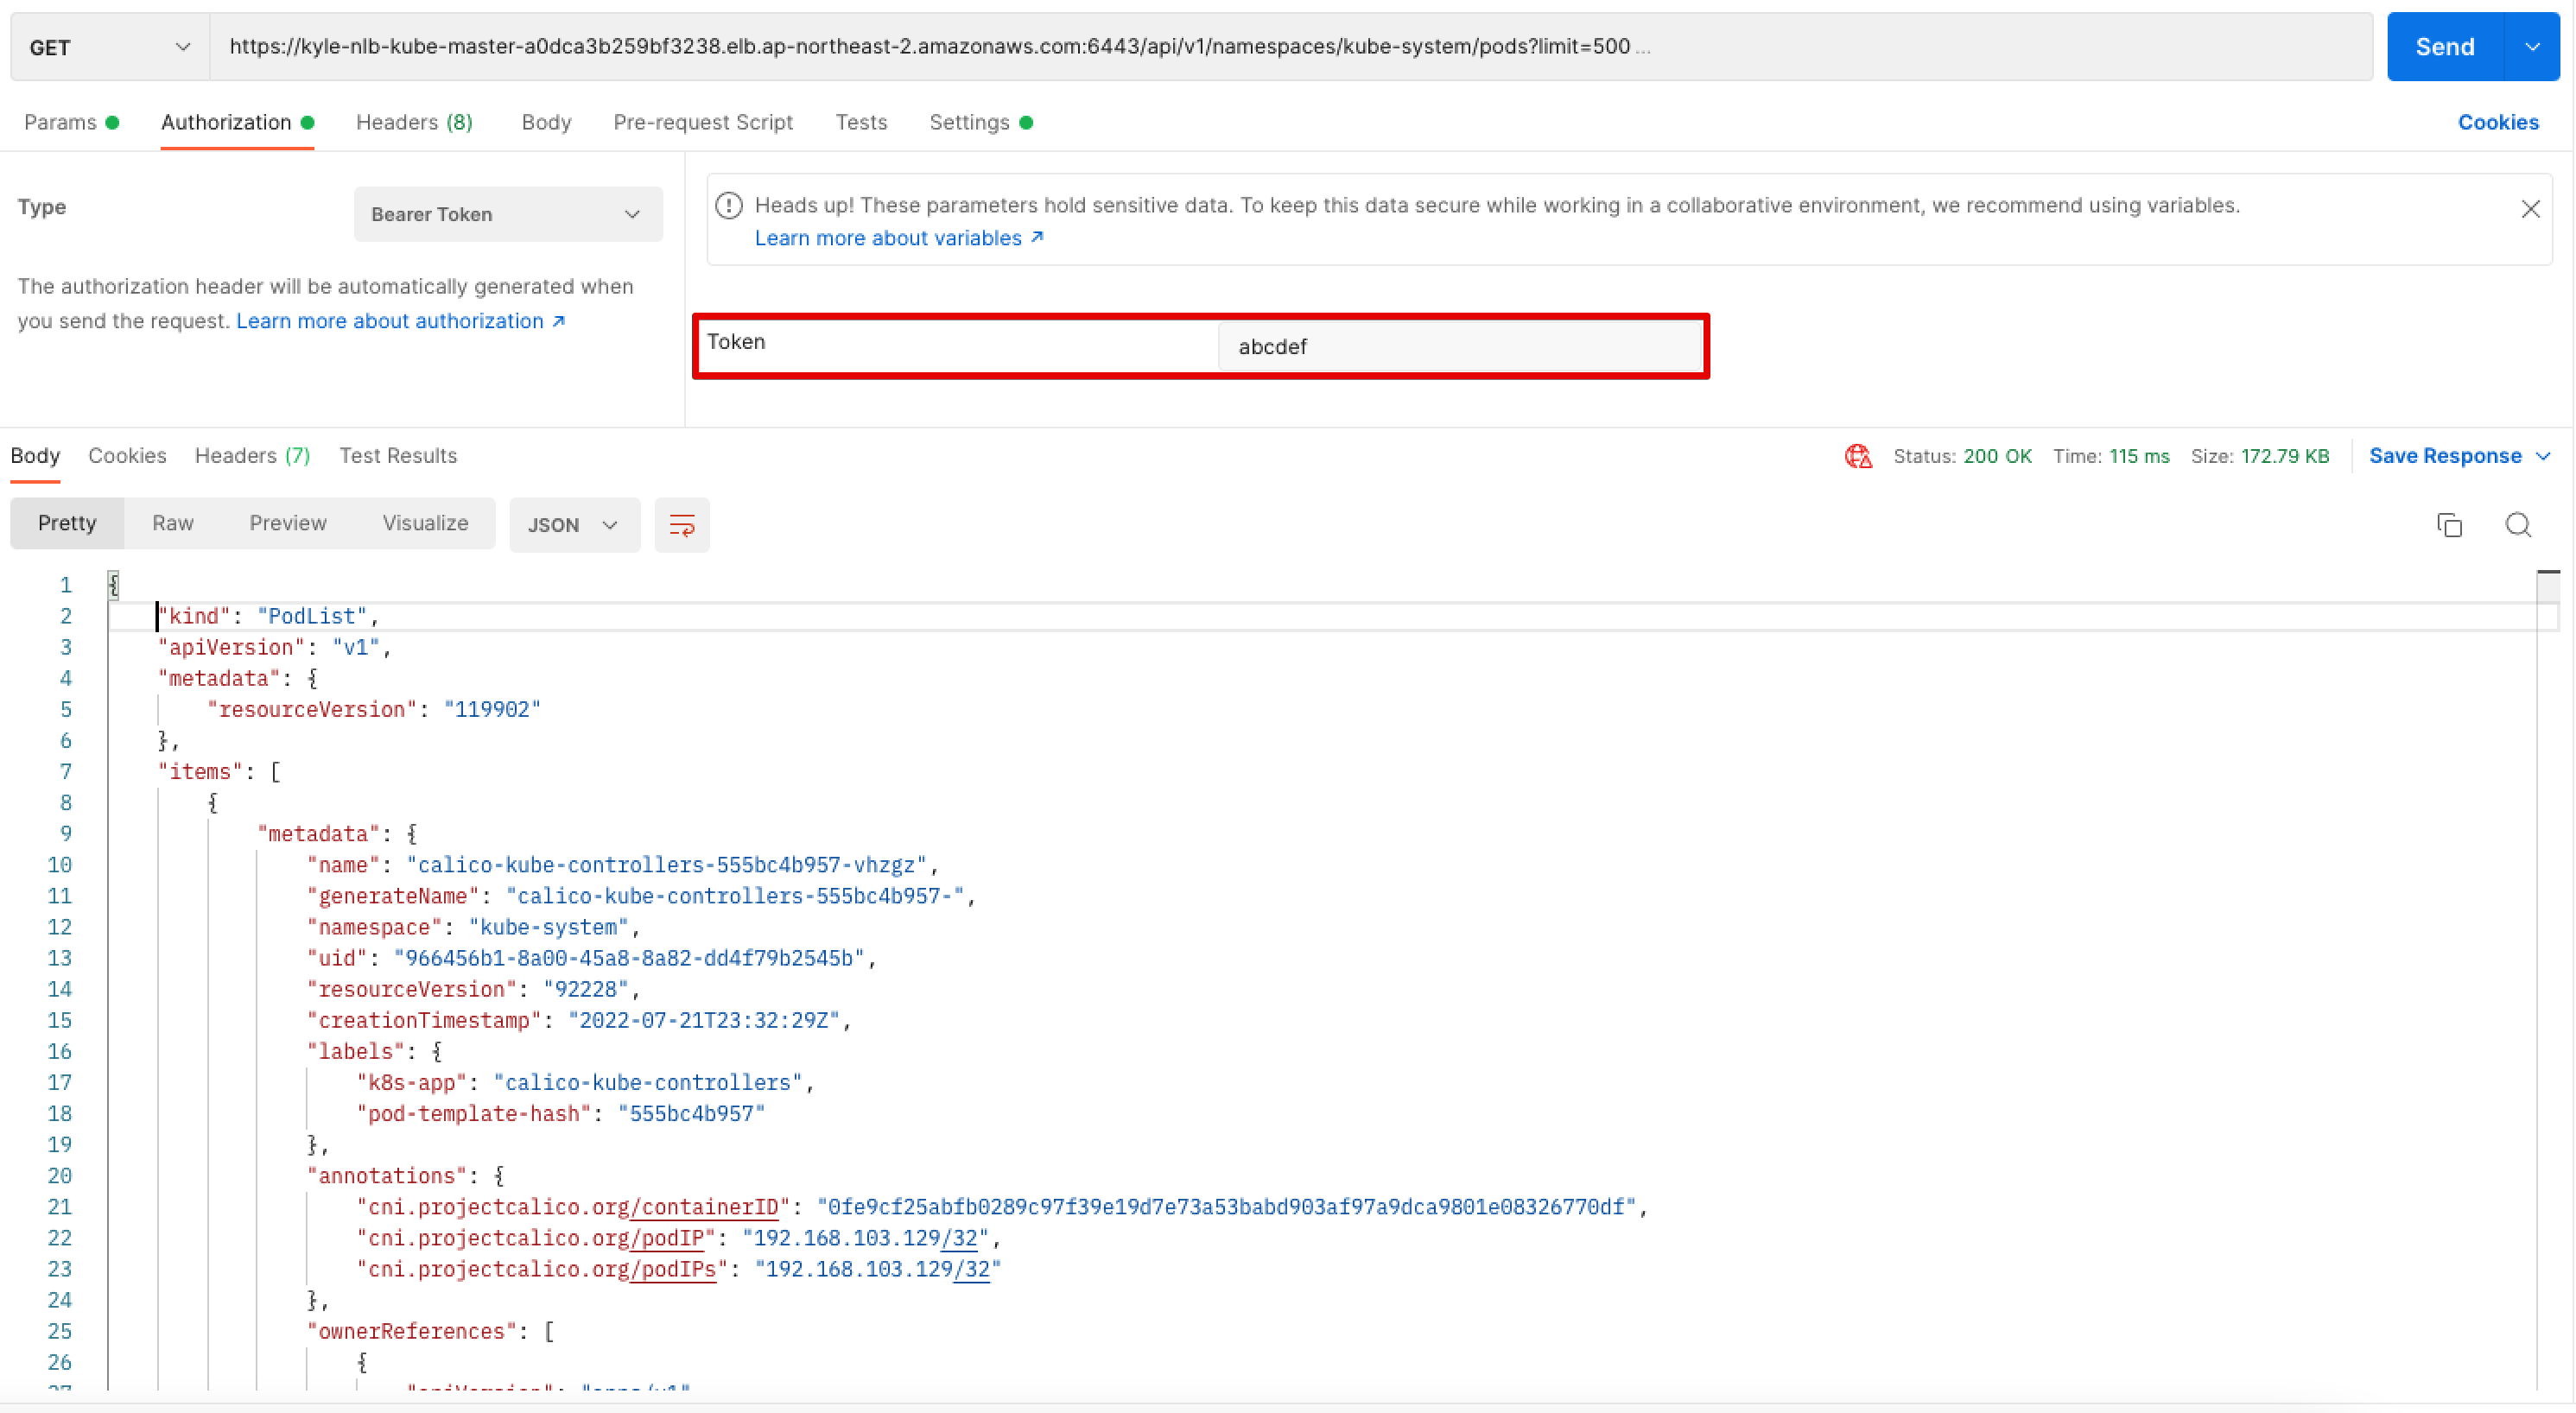 GET https://kyle-nlb-kube-master-a0dca3b259bf3238.elb.ap-northeast-2.amazonaws.com:6443/api/v1/namespaces/kube-system/pods?limit=500 ... Send
Params Authorization Headers (8) Body Pre-request Script Tests Settings Cookies
Type Bearer Token
The authorization header will be automatically generated when
you send the request. Learn more about authorization ↗
Heads up! These parameters hold sensitive data. To keep this data secure while working in a collaborative environment, we recommend using variables.
Learn more about variables ↗
Token abcdef
Body Cookies Headers (7) Test Results Status: 200 OK Time: 115 ms Size: 172.79 KB Save Response
Pretty Raw Preview Visualize JSON
1 {
2 "kind": "PodList",
3 "apiVersion": "v1",
4 "metadata": {
5 "resourceVersion": "119902"
6 },
7 "items": [
8 {
9 "metadata": {
10 "name": "calico-kube-controllers-555bc4b957-vhzgz",
11 "generateName": "calico-kube-controllers-555bc4b957-",
12 "namespace": "kube-system",
13 "uid": "966456b1-8a00-45a8-8a82-dd4f79b2545b",
14 "resourceVersion": "92228",
15 "creationTimestamp": "2022-07-21T23:32:29Z",
16 "labels": {
17 "k8s-app": "calico-kube-controllers",
18 "pod-template-hash": "555bc4b957"
19 },
20 "annotations": {
21 "cni.projectcalico.org/containerID": "0fe9cf25abfb0289c97f39e19d7e73a53babd903af97a9dca9801e08326770df",
22 "cni.projectcalico.org/podIP": "192.168.103.129/32",
23 "cni.projectcalico.org/podIPs": "192.168.103.129/32"
24 },
25 "ownerReferences": [
26 {
27 "apiVersion": "apps/v1"